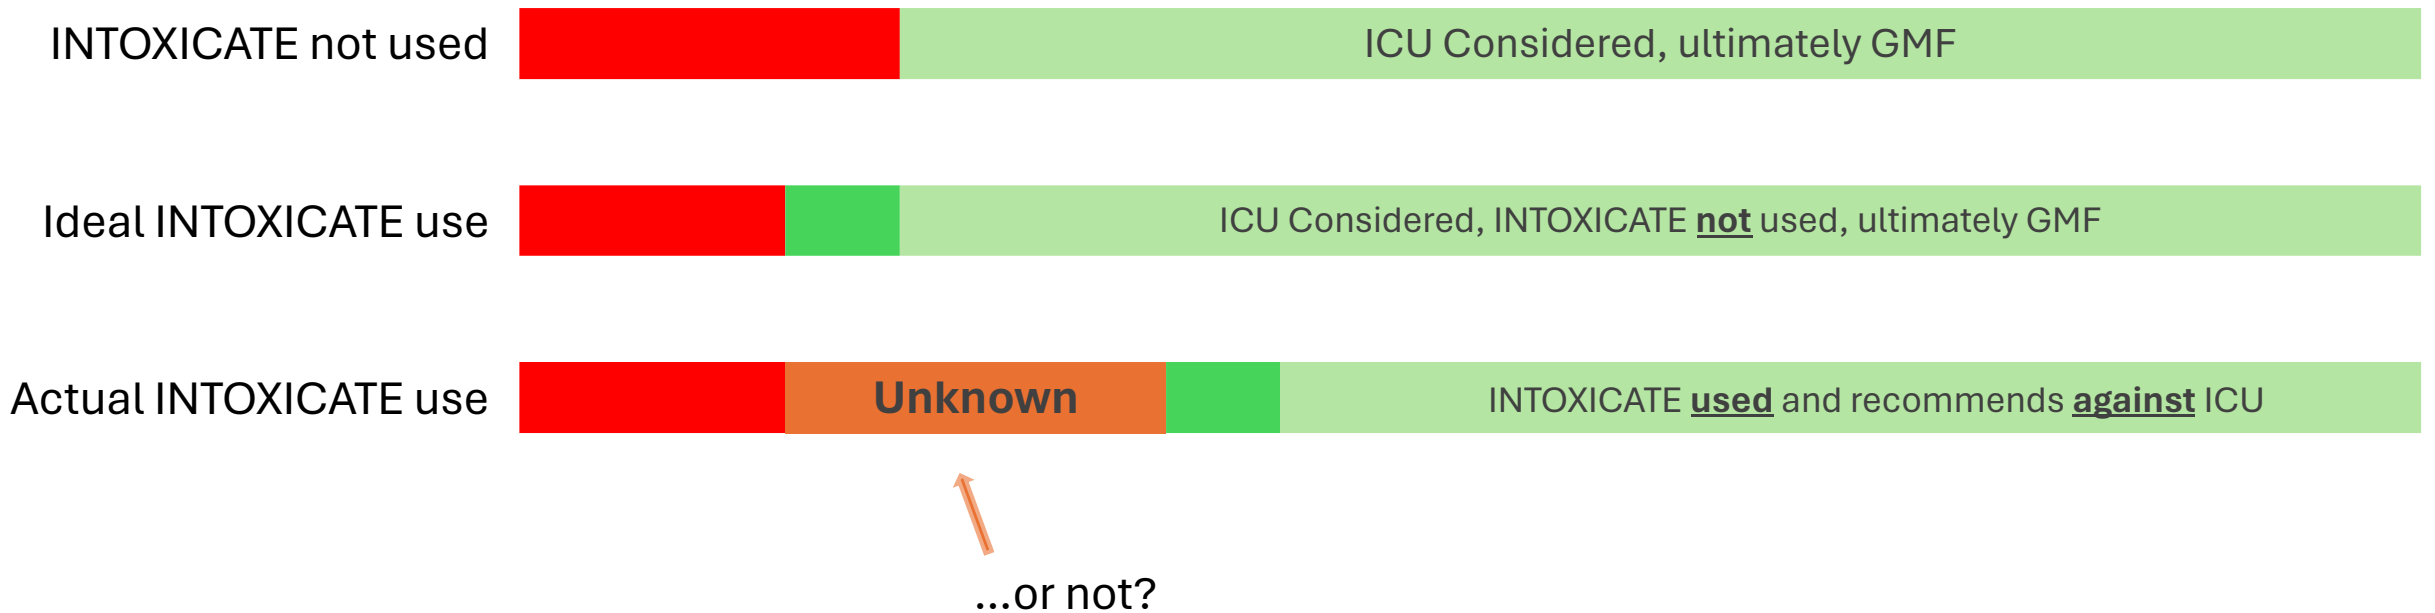 INTOXICATE not used
ICU Considered, ultimately GMF
Ideal INTOXICATE use
ICU Considered, INTOXICATE not used, ultimately GMF
Actual INTOXICATE use
Unknown
INTOXICATE used and recommends against ICU
...or not?